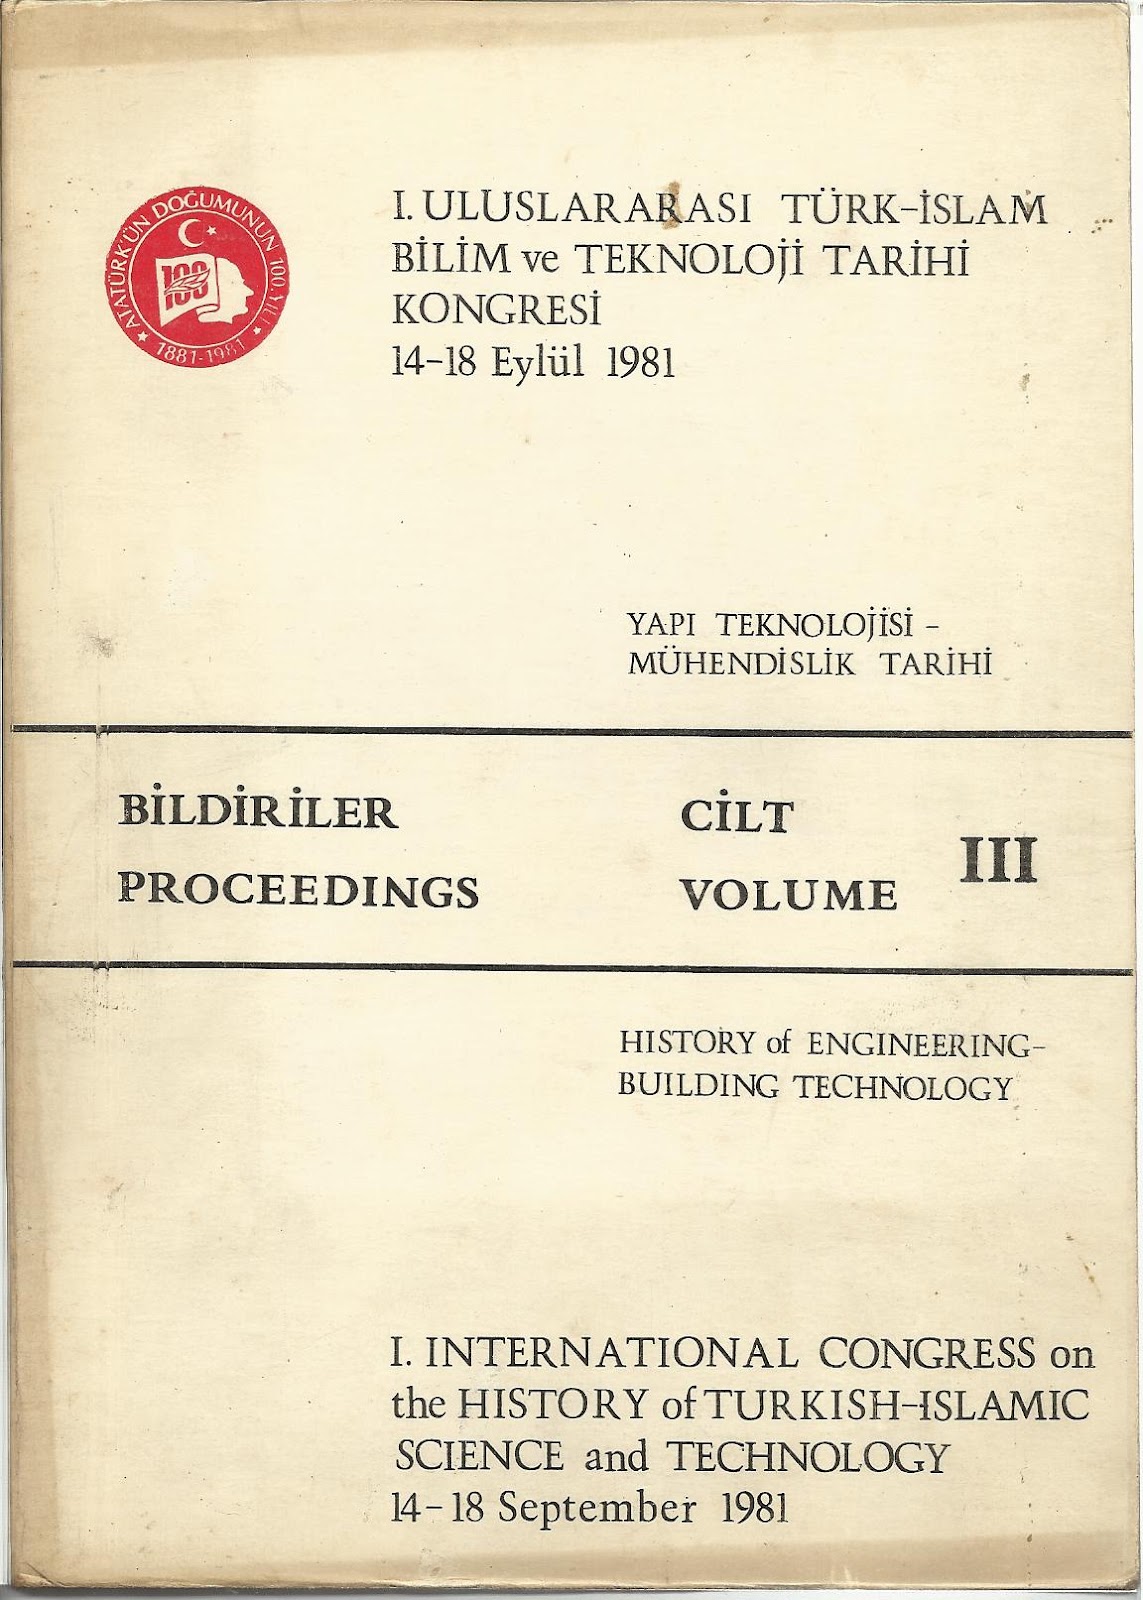 ATATÜRK'ÜN DOĞUMUNUN 100. YILI
100
1881-1981
I. ULUSLARARASI TÜRK-İSLAM
BİLİM ve TEKNOLOJİ TARİHİ
KONGRESİ
14-18 Eylül 1981
YAPI TEKNOLOJİSİ -
MÜHENDİSLİK TARİHİ
BİLDİRİLER
PROCEEDINGS
CİLT
VOLUME
III
HISTORY of ENGINEERING-
BUILDING TECHNOLOGY
I. INTERNATIONAL CONGRESS on
the HISTORY of TURKISH-ISLAMIC
SCIENCE and TECHNOLOGY
14-18 September 1981